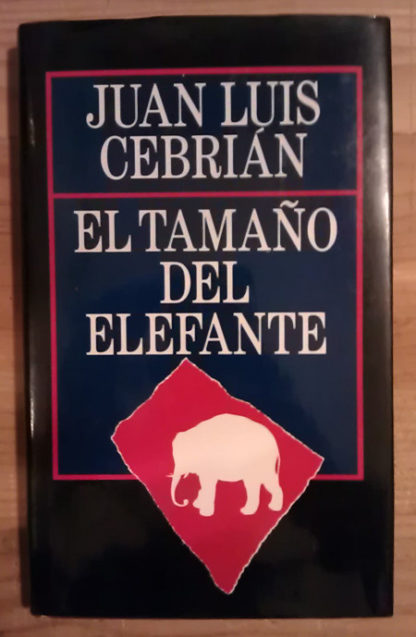 JUAN LUIS
CEBRIÁN
EL TAMAÑO
DEL
ELEFANTE